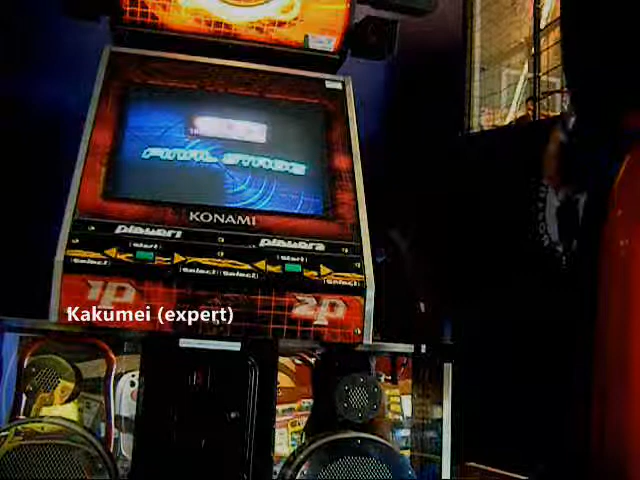 FINAL STAGE
KONAMI
player1
player2
start
start
select
select
select
select
1P
2P
Kakumei (expert)